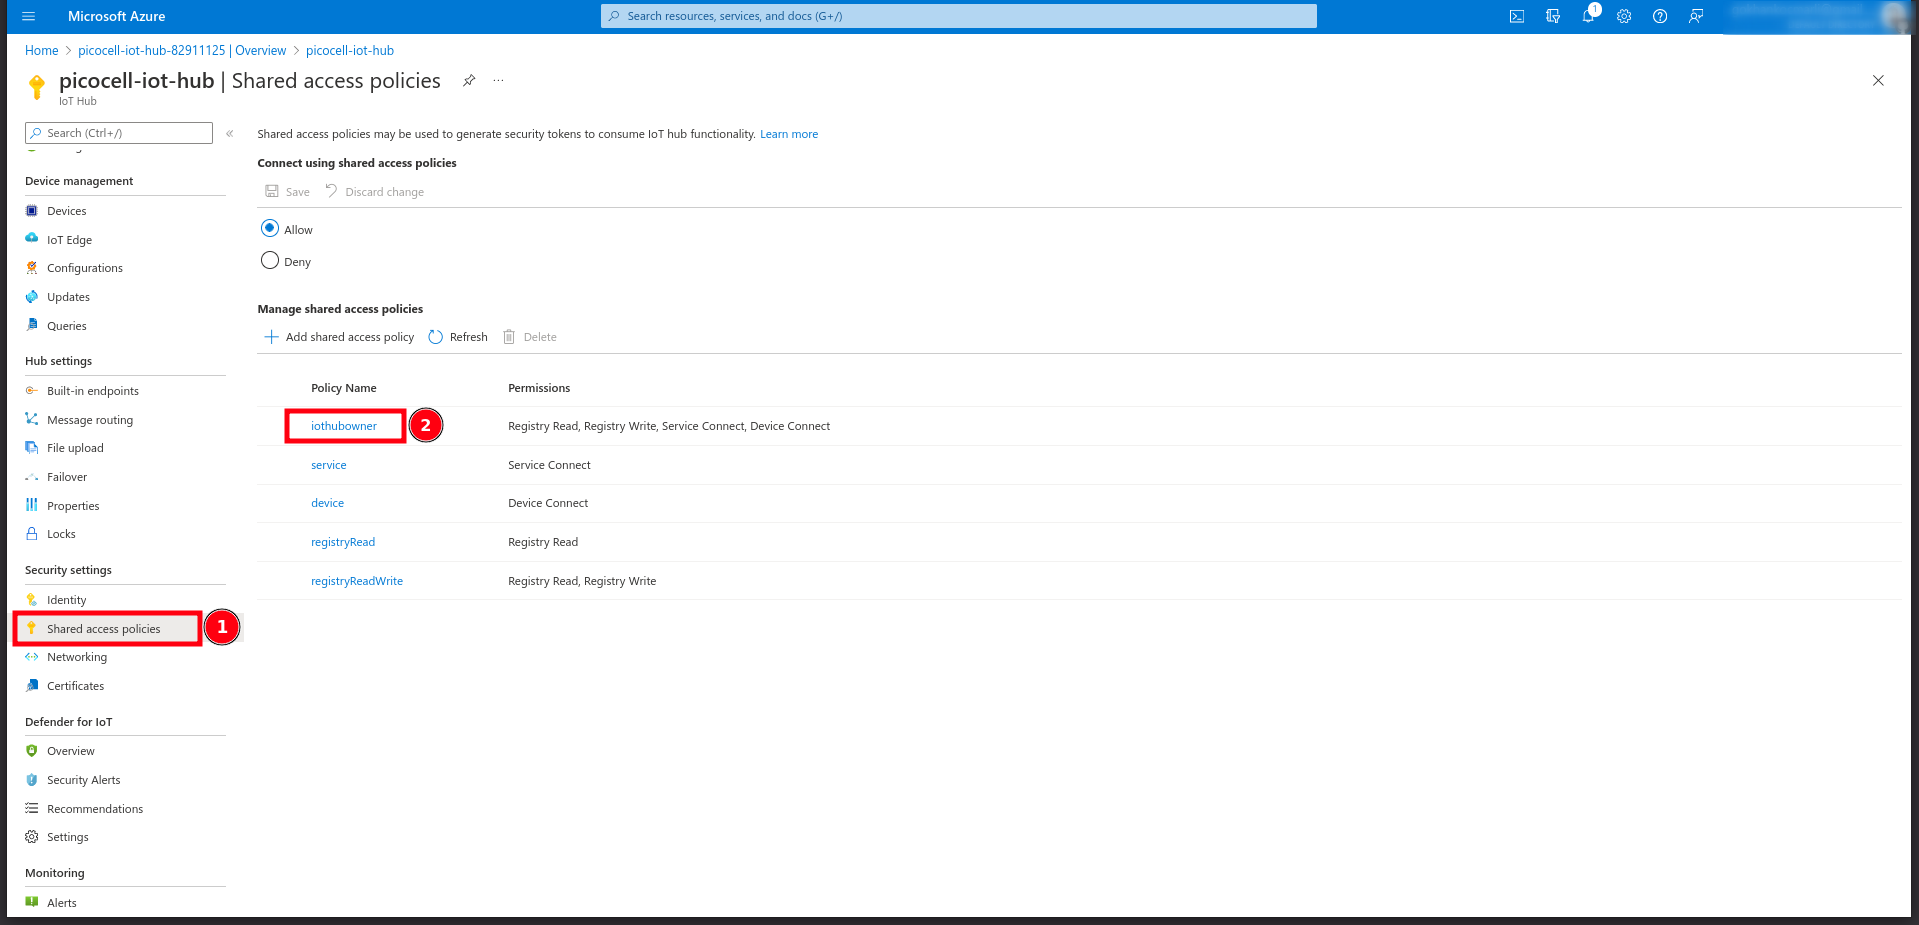 Microsoft Azure
Search resources, services, and docs (G+/)
1
Home > picocell-iot-hub-82911125 | Overview > picocell-iot-hub
picocell-iot-hub | Shared access policies
IoT Hub
Search (Ctrl+/)
«
Device management
Devices
IoT Edge
Configurations
Updates
Queries
Hub settings
Built-in endpoints
Message routing
File upload
Failover
Properties
Locks
Security settings
Identity
Shared access policies
1
Networking
Certificates
Defender for IoT
Overview
Security Alerts
Recommendations
Settings
Monitoring
Alerts
Shared access policies may be used to generate security tokens to consume IoT hub functionality. Learn more
Connect using shared access policies
Save Discard change
Allow
Deny
Manage shared access policies
Add shared access policy Refresh Delete
Policy Name Permissions
iothubowner 2 Registry Read, Registry Write, Service Connect, Device Connect
service Service Connect
device Device Connect
registryRead Registry Read
registryReadWrite Registry Read, Registry Write